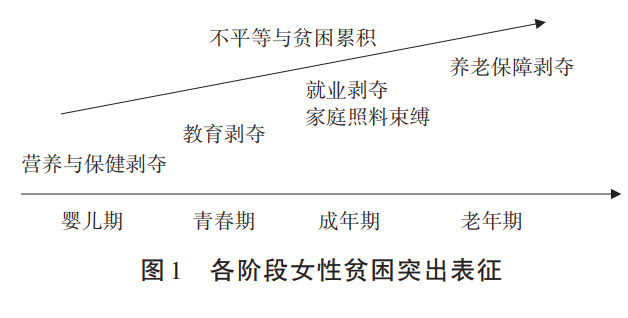 不平等与贫困累积
养老保障剥夺
就业剥夺
家庭照料束缚
教育剥夺
营养与保健剥夺
婴儿期 青春期 成年期 老年期
图1 各阶段女性贫困突出表征